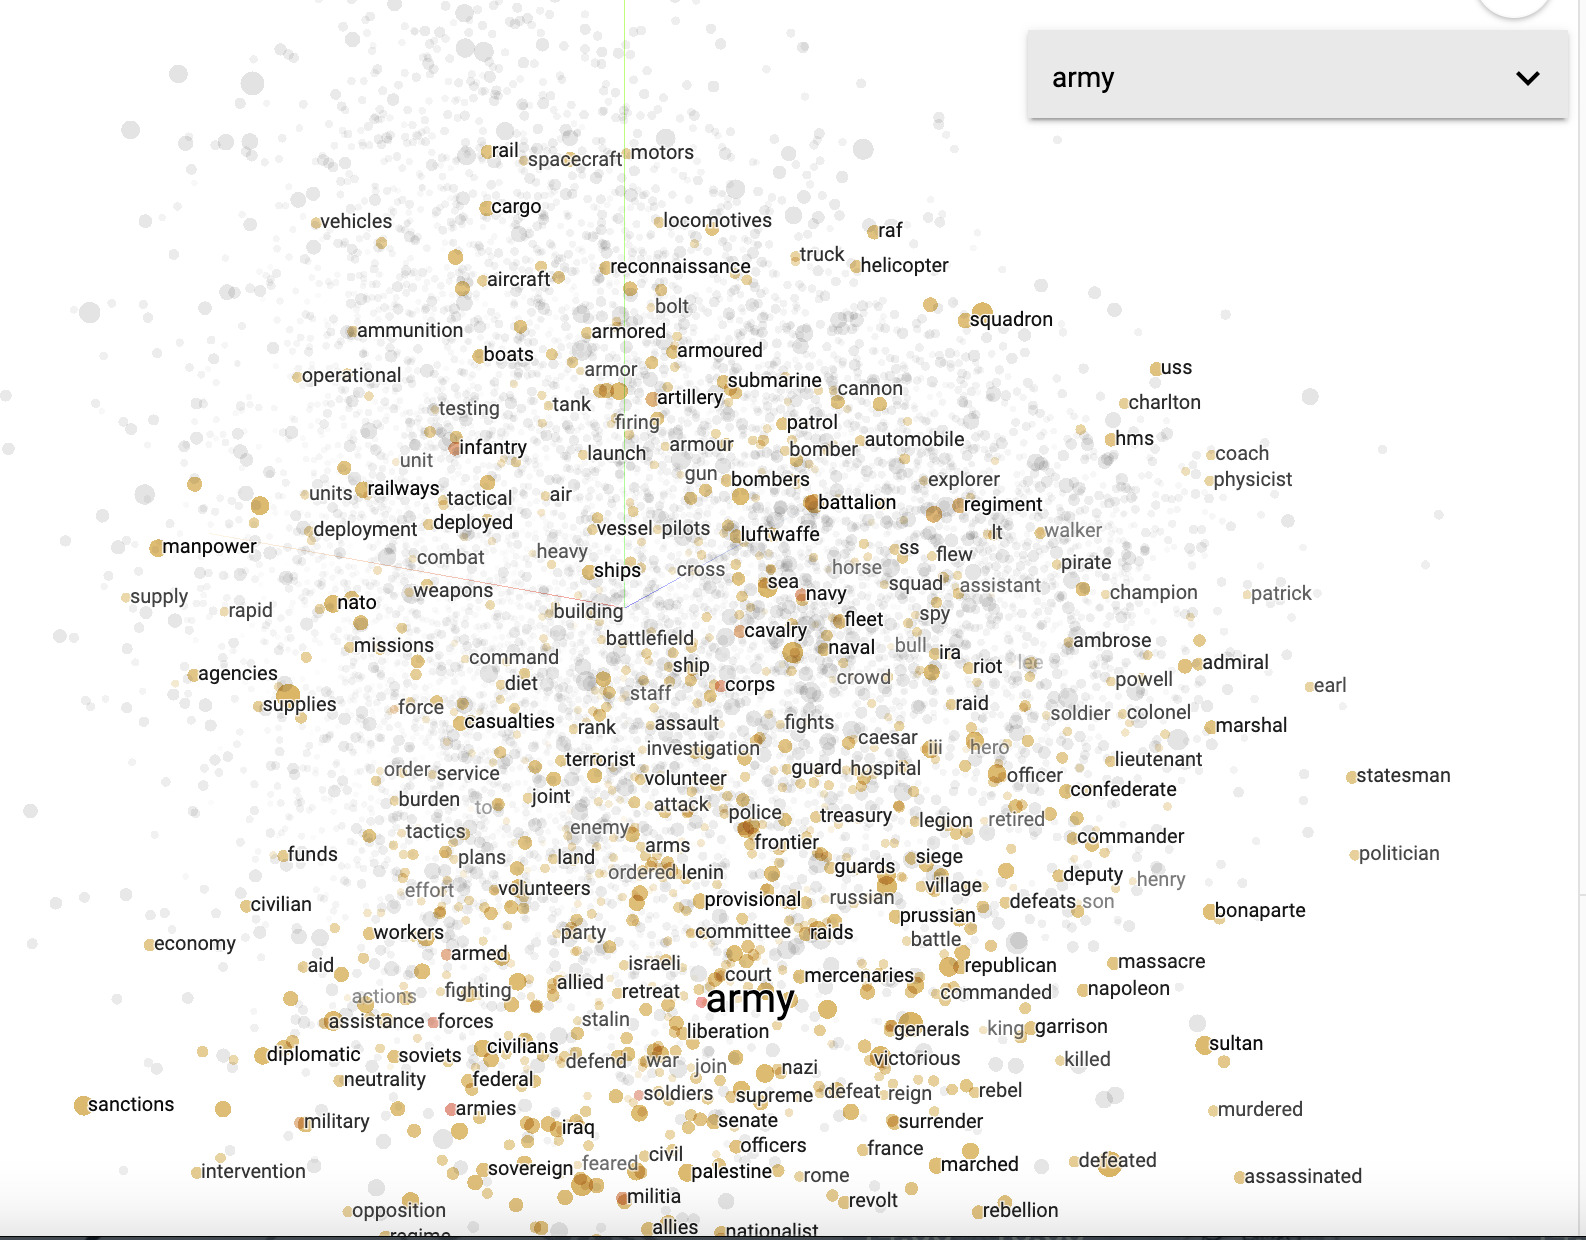 army
rail
spacecraft
motors
cargo
vehicles
locomotives
raf
truck
helicopter
reconnaissance
aircraft
bolt
squadron
ammunition
armored
boats
armoured
armor
uss
operational
submarine
cannon
artillery
charlton
testing
tank
firing
patrol
hms
infantry
launch
armour
bomber
automobile
coach
unit
gun
bombers
explorer
physicist
units
railways
tactical
air
battalion
regiment
deployment
deployed
vessel
pilots
luftwaffe
lt
walker
manpower
combat
heavy
ss
flew
pirate
ships
cross
horse
sea
squad
assistant
supply
rapid
nato
weapons
building
navy
champion
patrick
fleet
spy
missions
battlefield
cavalry
naval
bull
ira
ambrose
command
ship
riot
lee
admiral
agencies
diet
staff
corps
crowd
powell
earl
supplies
force
casualties
rank
assault
fights
raid
soldier
colonel
marshal
investigation
caesar
iii
hero
order
service
terrorist
volunteer
guard
hospital
officer
lieutenant
statesman
burden
to
joint
attack
police
treasury
legion
retired
confederate
tactics
enemy
arms
frontier
commander
funds
plans
land
ordered
lenin
guards
siege
politician
effort
volunteers
provisional
russian
village
deputy
henry
civilian
prussian
defeats
son
bonaparte
economy
workers
party
committee
raids
battle
armed
aid
israeli
court
mercenaries
republican
massacre
actions
fighting
allied
retreat
army
commanded
napoleon
assistance
forces
stalin
liberation
generals
king
garrison
diplomatic
soviets
civilians
defend
war
join
nazi
victorious
killed
sultan
neutrality
federal
soldiers
supreme
defeat
reign
rebel
sanctions
armies
military
iraq
senate
surrender
murdered
intervention
sovereign
feared
civil
officers
palestine
rome
france
marched
defeated
assassinated
opposition
militia
revolt
rebellion
regime
allies
nationalist